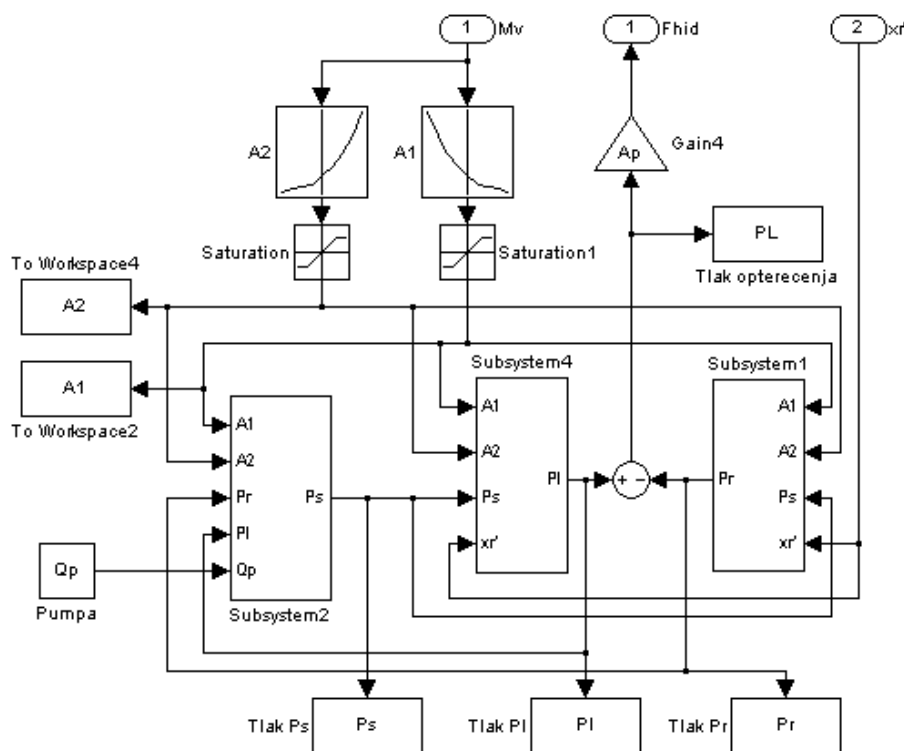 1 Mv 1 Fhid 2 xr'
A2 A1 Ap Gain4
Saturation Saturation1 PL
Tlak opterecenja
To Workspace4
A2
Subsystem4 Subsystem1
A1
To Workspace2
A1 A1 A1
A2 A2 A2
Pr Ps Ps Pl + - Pr Ps
Pl xr' xr'
Qp Qp
Pumpa Subsystem2
Tlak Ps Ps Tlak Pl Pl Tlak Pr Pr